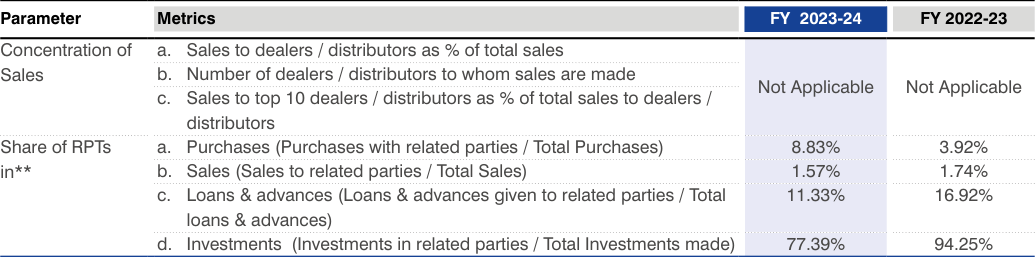 Parameter Metrics FY 2023-24 FY 2022-23
Concentration of Sales
a. Sales to dealers / distributors as % of total sales
b. Number of dealers / distributors to whom sales are made
c. Sales to top 10 dealers / distributors as % of total sales to dealers /
distributors
Not Applicable Not Applicable
Share of RPTs
in**
a. Purchases (Purchases with related parties / Total Purchases) 8.83% 3.92%
b. Sales (Sales to related parties / Total Sales) 1.57% 1.74%
c. Loans & advances (Loans & advances given to related parties / Total 11.33% 16.92%
loans & advances)
d. Investments (Investments in related parties / Total Investments made) 77.39% 94.25%